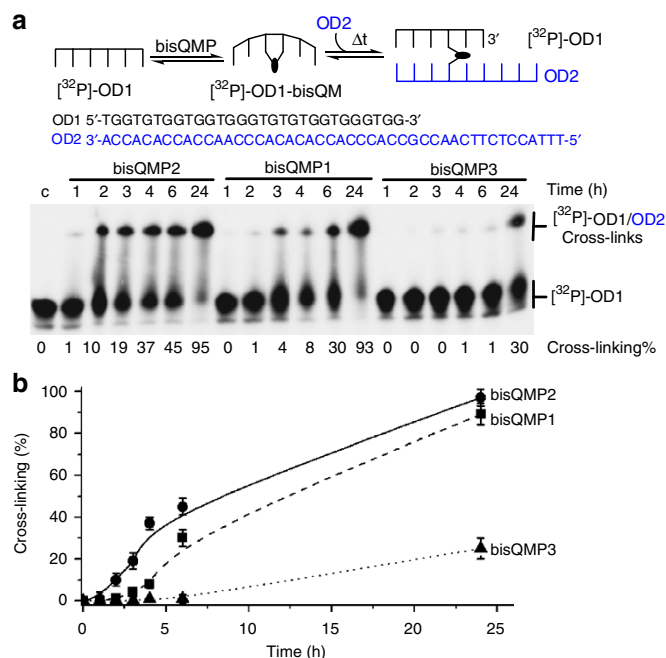 a
bisQMP
OD2
Δt
3′
[³²P]-OD1
OD2
[³²P]-OD1
[³²P]-OD1-bisQM
OD1 5′-TGGTGTGGTGGTGGGTGTGTGGTGGGTGG-3′
OD2 3′-ACCACACCACCAACCCACACACCACCCACCGCCAACTTCTCCATTT-5′
bisQMP2 bisQMP1 bisQMP3
c 1 2 3 4 6 24 1 2 3 4 6 24 1 2 3 4 6 24 Time (h)
[³²P]-OD1/OD2
Cross-links
[³²P]-OD1
0 1 10 19 37 45 95 0 1 4 8 30 93 0 0 0 1 1 30 Cross-linking%
b
Cross-linking (%)
100
80
60
40
20
0
bisQMP2
bisQMP1
bisQMP3
0 5 10 15 20 25
Time (h)